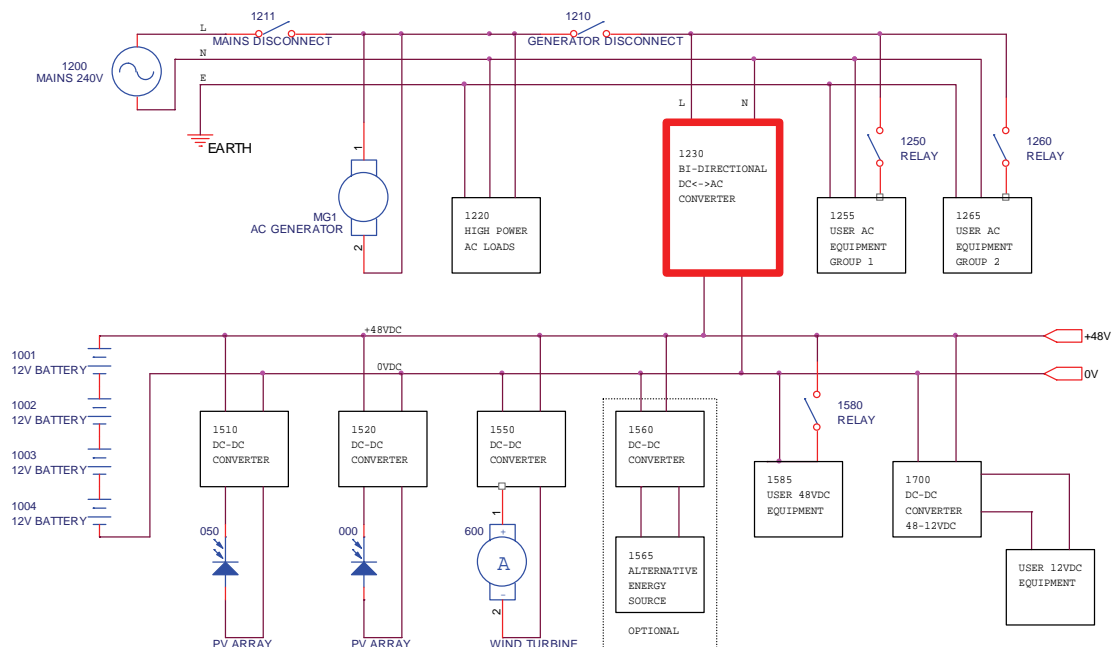 1211
MAINS DISCONNECT
1210
GENERATOR DISCONNECT
L
N
E
1200
MAINS 240V
EARTH
L
N
1
MG1
AC GENERATOR
2
1220
HIGH POWER
AC LOADS
1230
BI-DIRECTIONAL
DC<->AC
CONVERTER
1250
RELAY
1260
RELAY
1255
USER AC
EQUIPMENT
GROUP 1
1265
USER AC
EQUIPMENT
GROUP 2
+48VDC
+48V
0VDC
0V
1001
12V BATTERY
1002
12V BATTERY
1003
12V BATTERY
1004
12V BATTERY
1510
DC-DC
CONVERTER
1520
DC-DC
CONVERTER
1550
DC-DC
CONVERTER
1560
DC-DC
CONVERTER
1580
RELAY
1585
USER 48VDC
EQUIPMENT
1700
DC-DC
CONVERTER
48-12VDC
050
000
600
1
+
A
-
2
1565
ALTERNATIVE
ENERGY
SOURCE
OPTIONAL
USER 12VDC
EQUIPMENT
PV ARRAY
PV ARRAY
WIND TURBINE